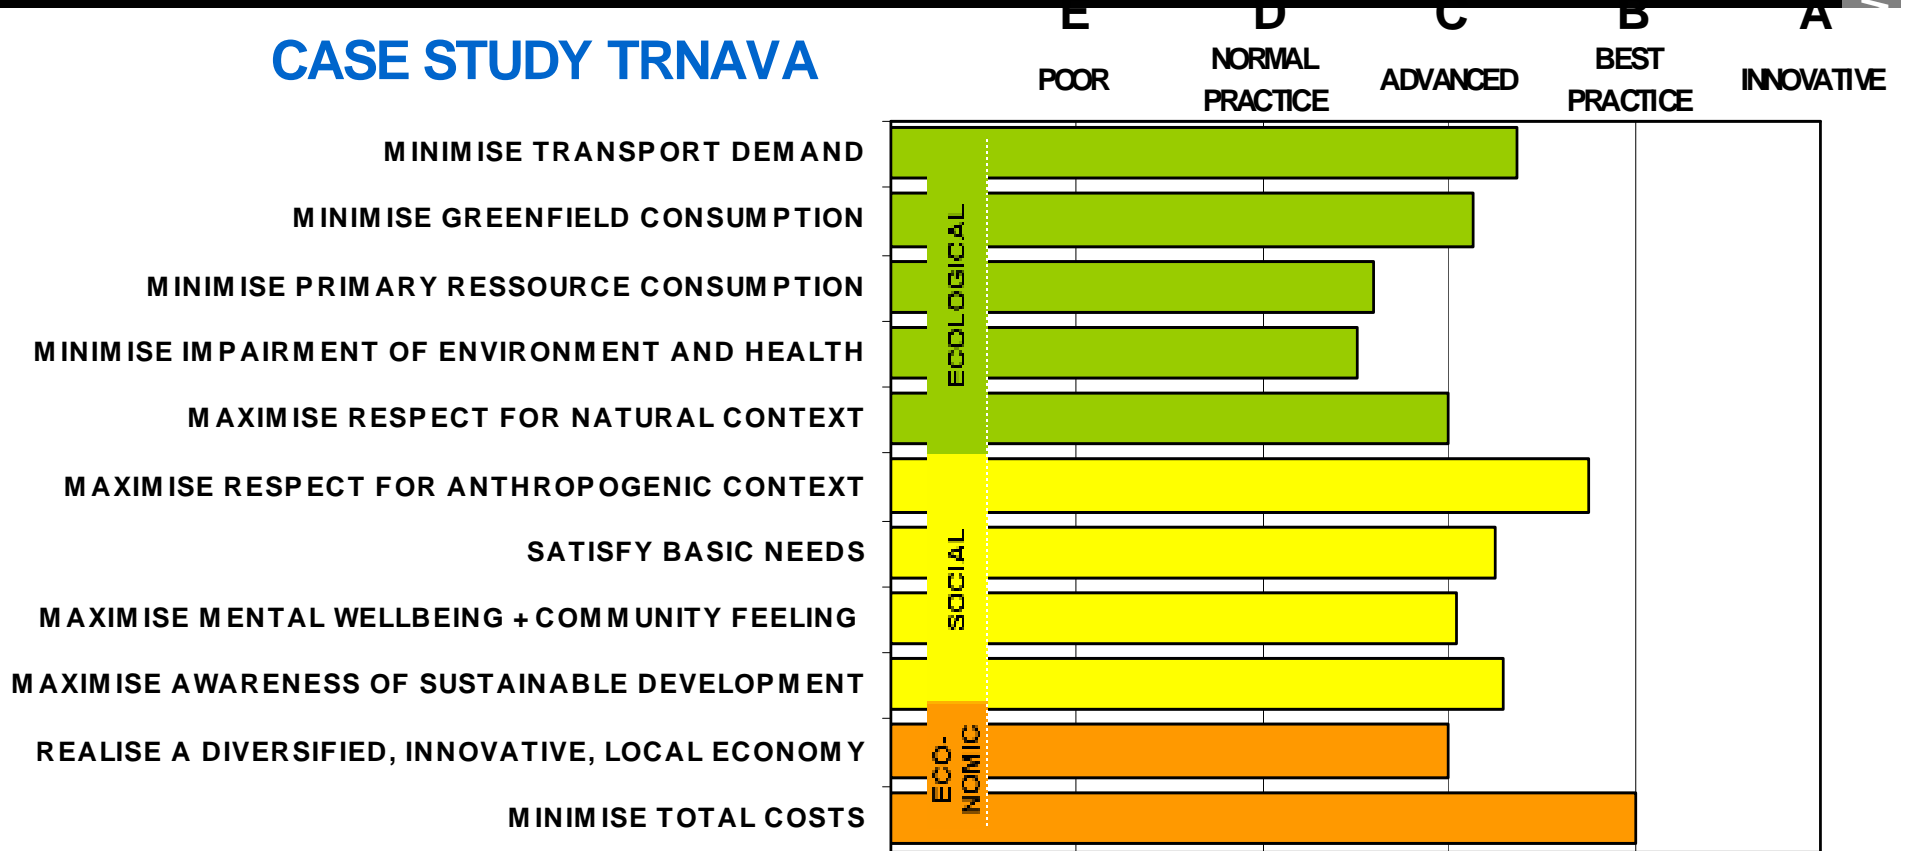 E D C B A
CASE STUDY TRNAVA
POOR
NORMAL
PRACTICE
ADVANCED
BEST
PRACTICE
INNOVATIVE
MINIMISE TRANSPORT DEMAND
MINIMISE GREENFIELD CONSUMPTION
MINIMISE PRIMARY RESSOURCE CONSUMPTION
MINIMISE IMPAIRMENT OF ENVIRONMENT AND HEALTH
MAXIMISE RESPECT FOR NATURAL CONTEXT
MAXIMISE RESPECT FOR ANTHROPOGENIC CONTEXT
SATISFY BASIC NEEDS
MAXIMISE MENTAL WELLBEING + COMMUNITY FEELING
MAXIMISE AWARENESS OF SUSTAINABLE DEVELOPMENT
REALISE A DIVERSIFIED, INNOVATIVE, LOCAL ECONOMY
MINIMISE TOTAL COSTS
ECOLOGICAL
SOCIAL
ECO-
NOMIC